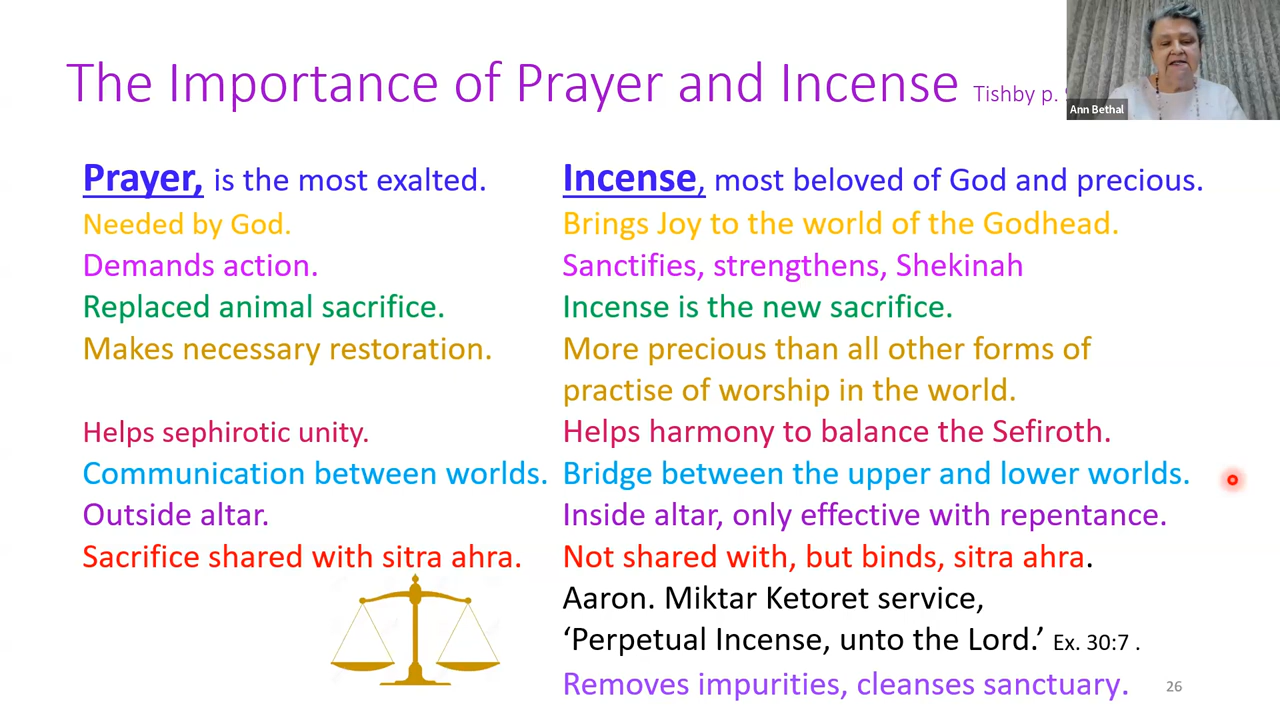 The Importance of Prayer and Incense Tishby p.
Ann Bethal
Prayer, is the most exalted.
Needed by God.
Demands action.
Replaced animal sacrifice.
Makes necessary restoration.
Helps sephirotic unity.
Communication between worlds.
Outside altar.
Sacrifice shared with sitra ahra.
Incense, most beloved of God and precious.
Brings Joy to the world of the Godhead.
Sanctifies, strengthens, Shekinah
Incense is the new sacrifice.
More precious than all other forms of
practise of worship in the world.
Helps harmony to balance the Sefiroth.
Bridge between the upper and lower worlds.
Inside altar, only effective with repentance.
Not shared with, but binds, sitra ahra.
Aaron. Miktar Ketoret service,
‘Perpetual Incense, unto the Lord.’ Ex. 30:7 .
Removes impurities, cleanses sanctuary.
26